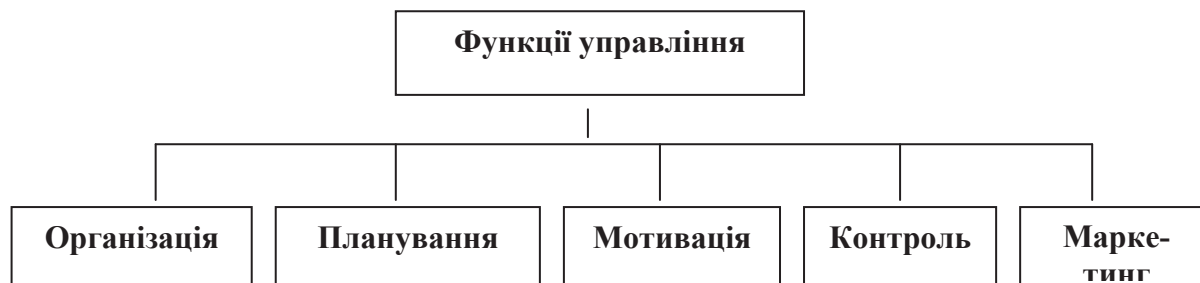 Функції управління
Організація
Планування
Мотивація
Контроль
Марке-
тинг